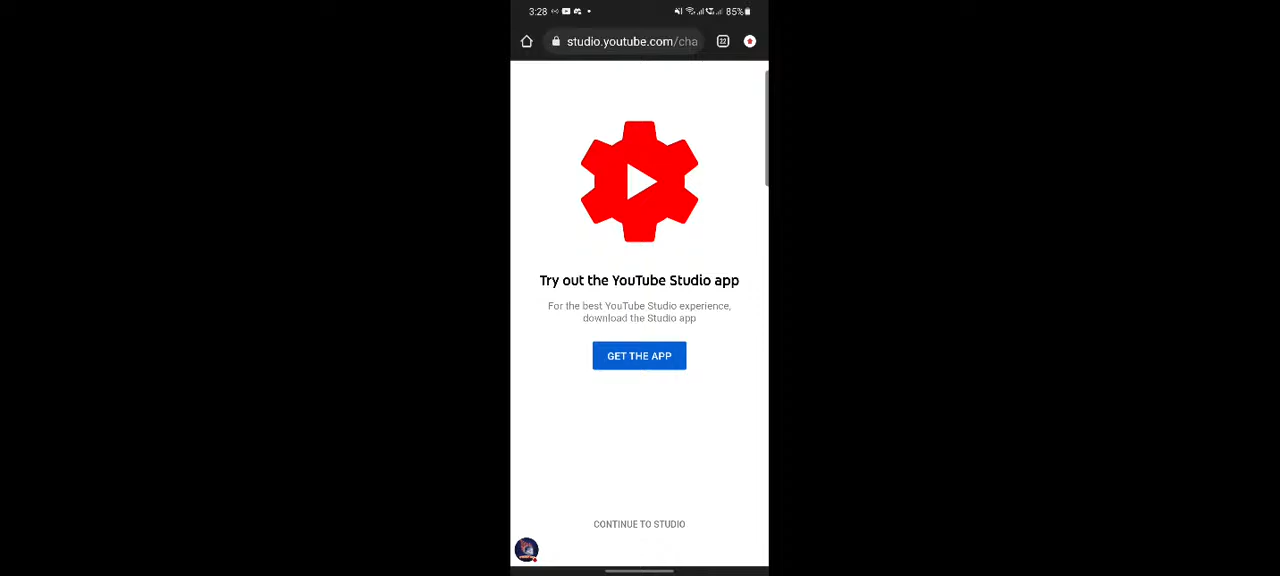 3:28
85%
studio.youtube.com/cha
22
Try out the YouTube Studio app
For the best YouTube Studio experience,
download the Studio app
GET THE APP
CONTINUE TO STUDIO